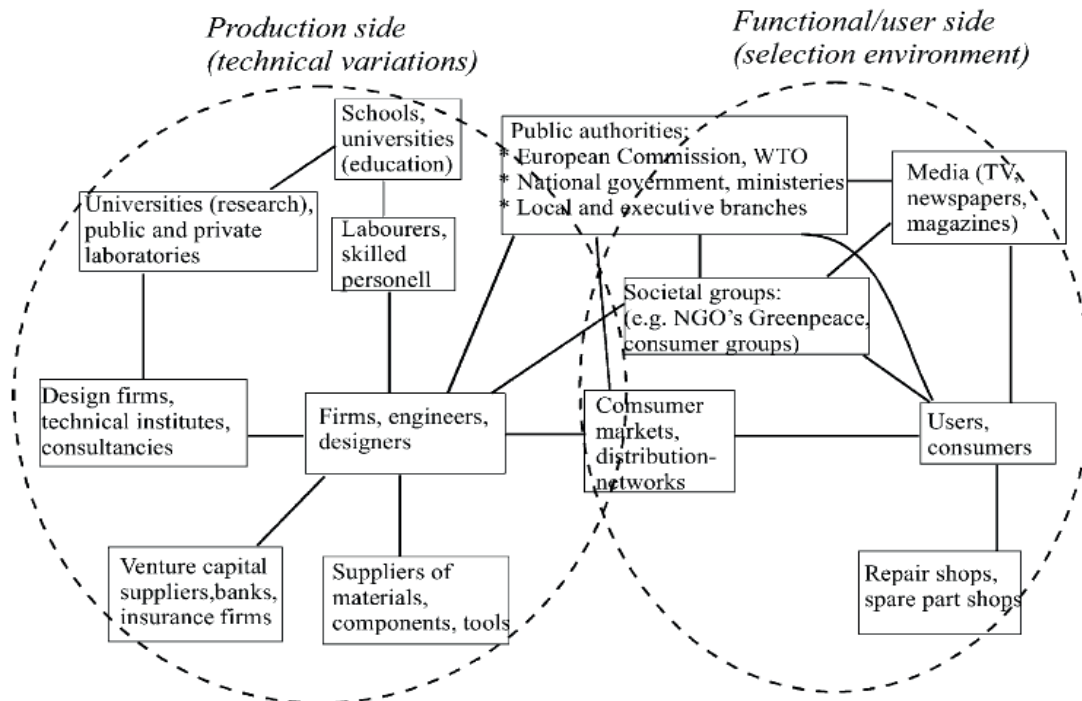 Production side
(technical variations)
Functional/user side
(selection environment)
Schools,
universities
(education)
Public authorities:
* European Commission, WTO
* National government, ministeries
* Local and executive branches
Media (TV,
newspapers,
magazines)
Universities (research),
public and private
laboratories
Labourers,
skilled
personell
Societal groups:
(e.g. NGO's Greenpeace,
consumer groups)
Design firms,
technical institutes,
consultancies
Firms, engineers,
designers
Comsumer
markets,
distribution-
networks
Users,
consumers
Venture capital
suppliers,banks,
insurance firms
Suppliers of
materials,
components, tools
Repair shops,
spare part shops